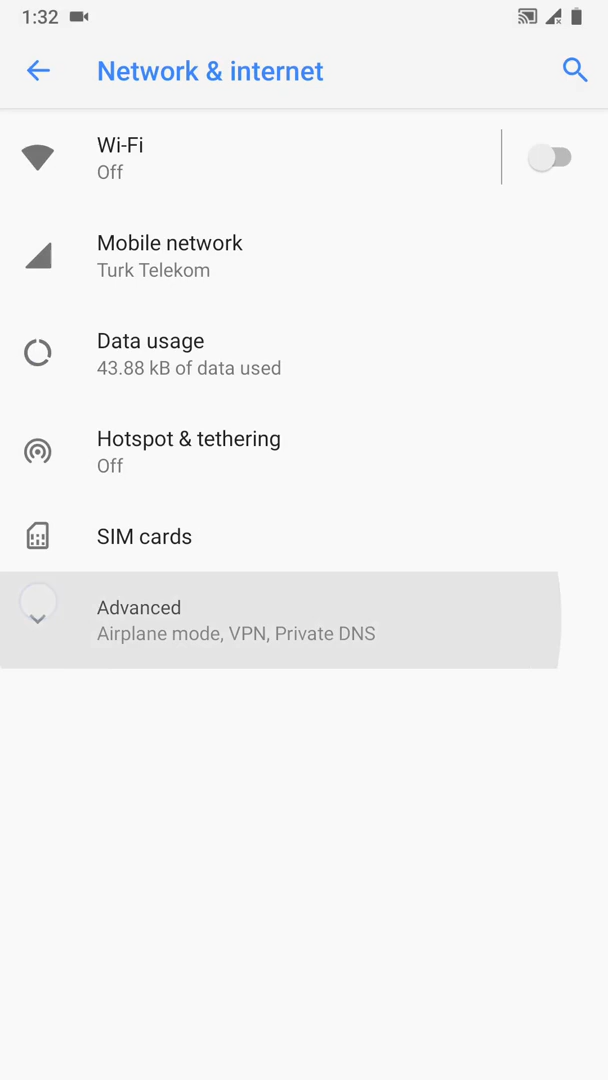 1:32
Network & internet
Wi-Fi
Off
Mobile network
Turk Telekom
Data usage
43.88 kB of data used
Hotspot & tethering
Off
SIM cards
Advanced
Airplane mode, VPN, Private DNS